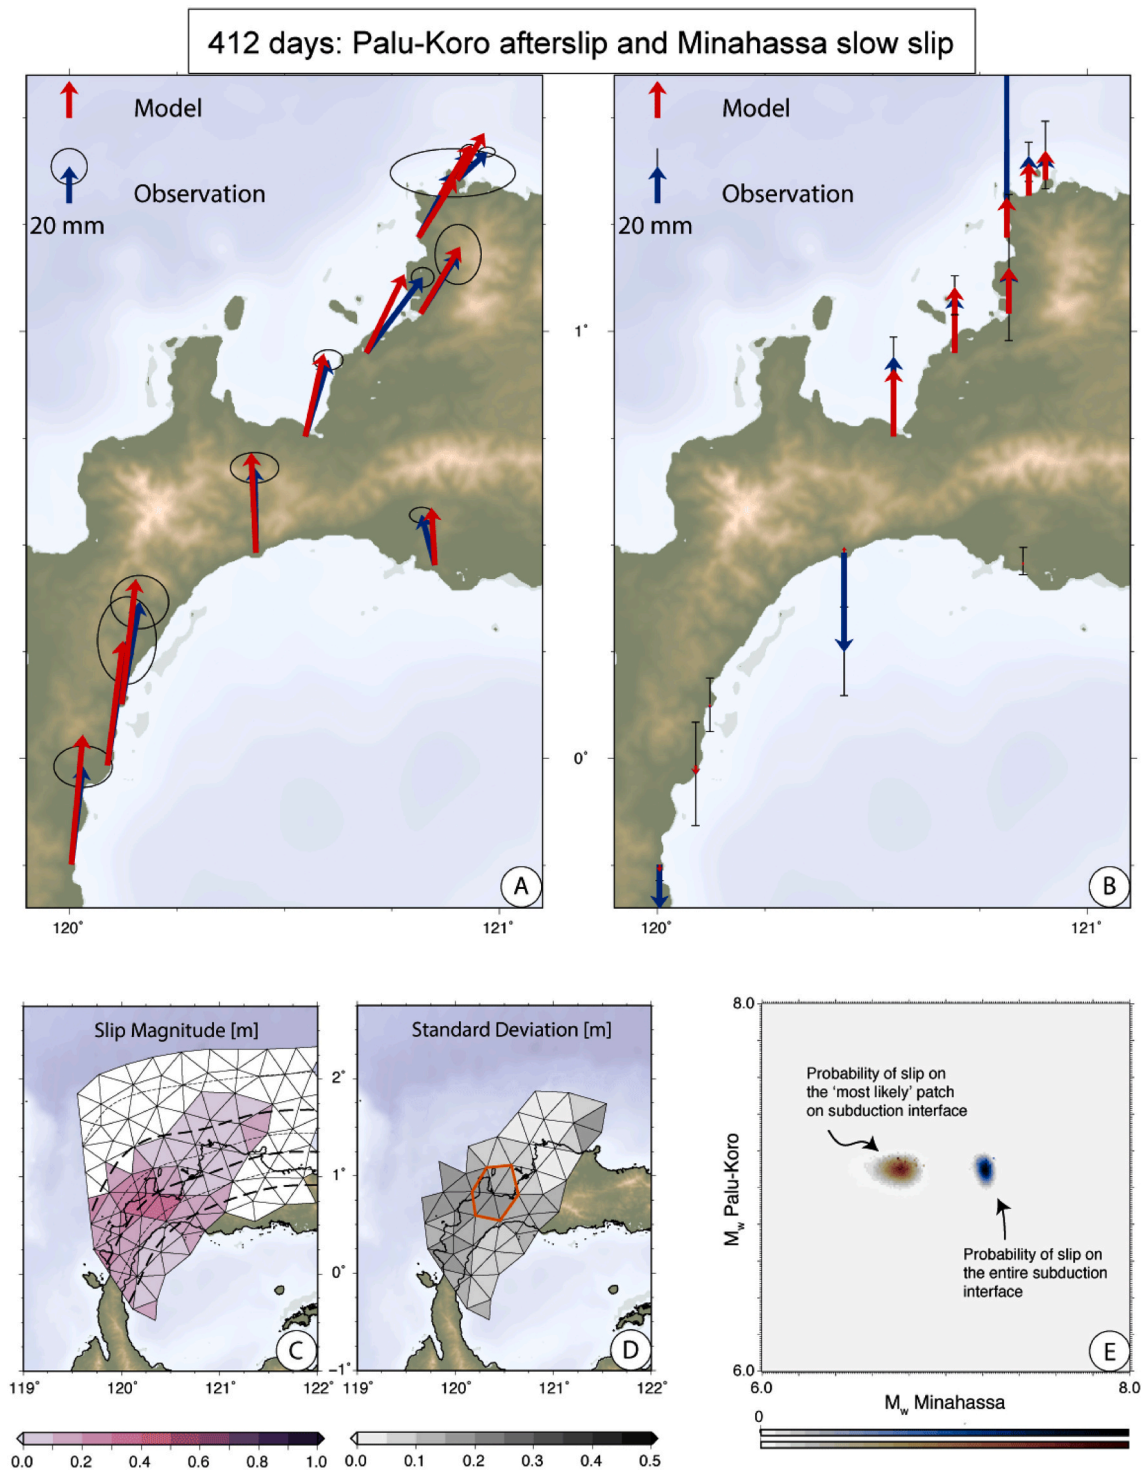 412 days: Palu-Koro afterslip and Minahassa slow slip
Model
Observation
20 mm
A
120°
121°
Model
Observation
20 mm
B
1°
0°
120°
121°
Slip Magnitude [m]
C
2°
1°
0°
−1°
119°
120°
121°
122°
0.0
0.2
0.4
0.6
0.8
1.0
Standard Deviation [m]
D
120°
121°
122°
0.0
0.1
0.2
0.3
0.4
0.5
8.0
Probability of slip on
the 'most likely' patch
on subduction interface
Mw Palu-Koro
Probability of slip on
the entire subduction
interface
E
6.0
6.0
8.0
Mw Minahassa
0